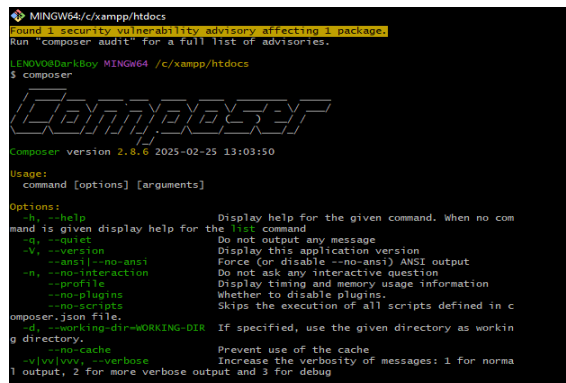 MINGW64:/c/xampp/htdocs
Found 1 security vulnerability advisory affecting 1 package.
Run "composer audit" for a full list of advisories.
LENOVO@DarkBoy MINGW64 /c/xampp/htdocs
$ composer
Composer
Composer version 2.8.6 2025-02-25 13:03:50
Usage:
command [options] [arguments]
Options:
-h, --help Display help for the given command. When no com
mand is given display help for the list command
-q, --quiet Do not output any message
-V, --version Display this application version
--ansi|--no-ansi Force (or disable --no-ansi) ANSI output
-n, --no-interaction Do not ask any interactive question
--profile Display timing and memory usage information
--no-plugins Whether to disable plugins.
--no-scripts Skips the execution of all scripts defined in c
omposer.json file.
-d, --working-dir=WORKING-DIR If specified, use the given directory as workin
g directory.
--no-cache Prevent use of the cache
-v|vv|vvv, --verbose Increase the verbosity of messages: 1 for norma
l output, 2 for more verbose output and 3 for debug